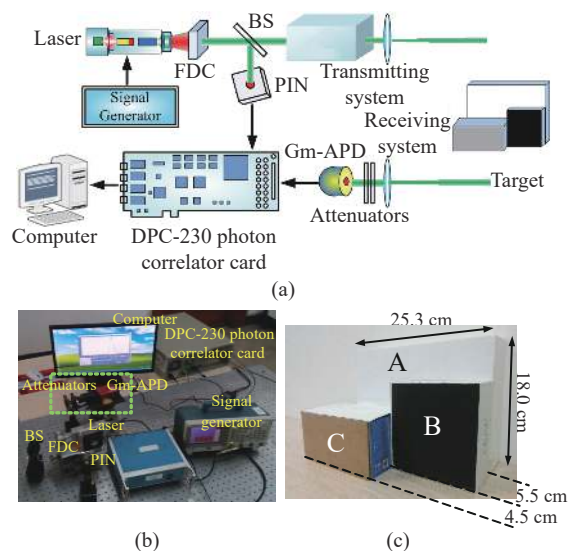 Laser
BS
FDC
PIN
Signal
Generator
Transmitting
system
Receiving
system
Gm-APD
Attenuators
Target
Computer
DPC-230 photon
correlator card
(a)
Computer
DPC-230 photon
correlator card
Attenuators Gm-APD
Signal
generator
Laser
BS
FDC
PIN
(b)
25.3 cm
A
18.0 cm
B
C
5.5 cm
4.5 cm
(c)